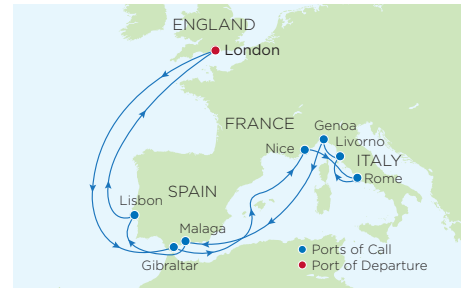 ENGLAND
London
FRANCE
Genoa
Livorno
Nice
ITALY
Rome
SPAIN
Lisbon
Malaga
Gibraltar
Ports of Call
Port of Departure